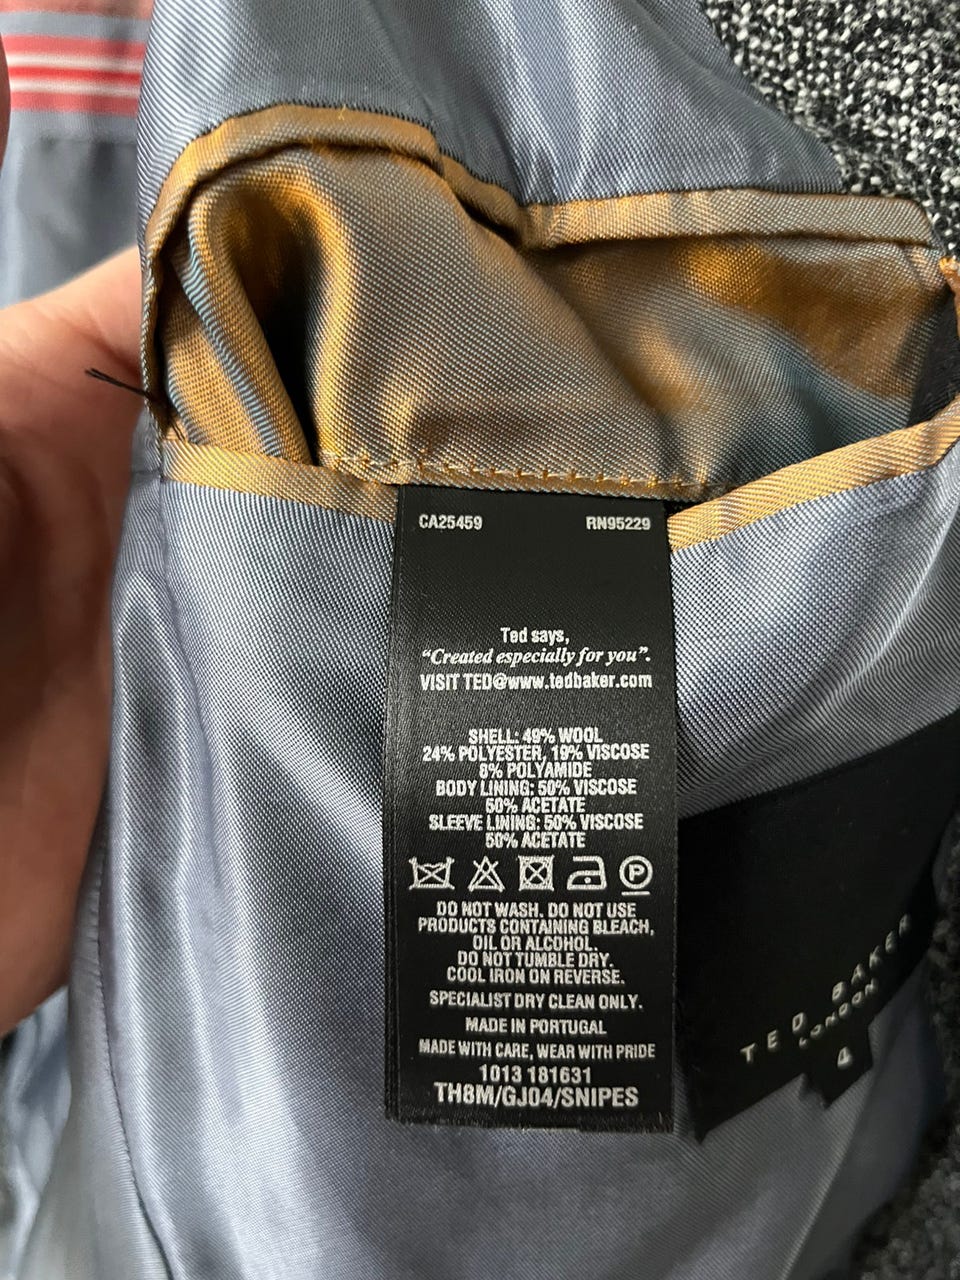 CA25459 RN95229
Ted says,
“Created especially for you”.
VISIT TED@www.tedbaker.com
SHELL: 49% WOOL
24% POLYESTER, 19% VISCOSE
8% POLYAMIDE
BODY LINING: 50% VISCOSE
50% ACETATE
SLEEVE LINING: 50% VISCOSE
50% ACETATE
P
DO NOT WASH. DO NOT USE
PRODUCTS CONTAINING BLEACH,
OIL OR ALCOHOL.
DO NOT TUMBLE DRY.
COOL IRON ON REVERSE.
SPECIALIST DRY CLEAN ONLY.
MADE IN PORTUGAL
MADE WITH CARE, WEAR WITH PRIDE
1013 181631
TH8M/GJ04/SNIPES
TED BAKER
LONDON
4